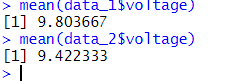 > mean(data_1$voltage)
[1] 9.803667
> mean(data_2$voltage)
[1] 9.422333
>